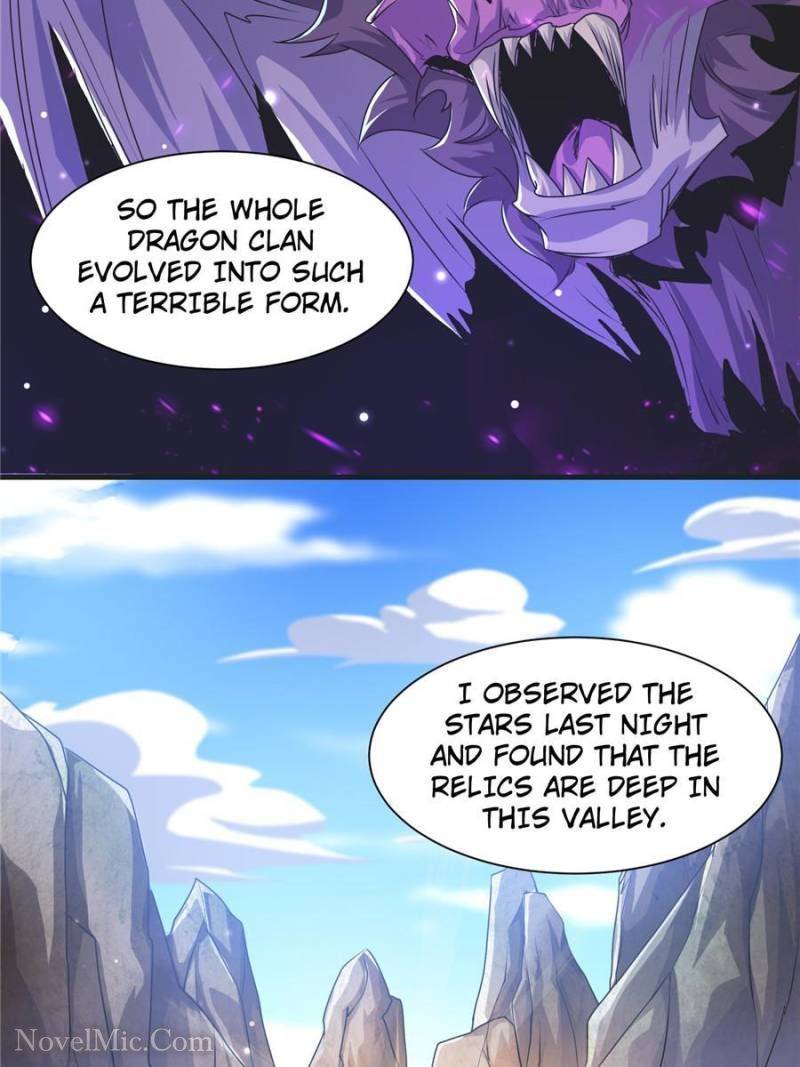 SO THE WHOLE
DRAGON CLAN
EVOLVED INTO SUCH
A TERRIBLE FORM.
I OBSERVED THE
STARS LAST NIGHT
AND FOUND THAT THE
RELICS ARE DEEP IN
THIS VALLEY.
NovelMic.Com